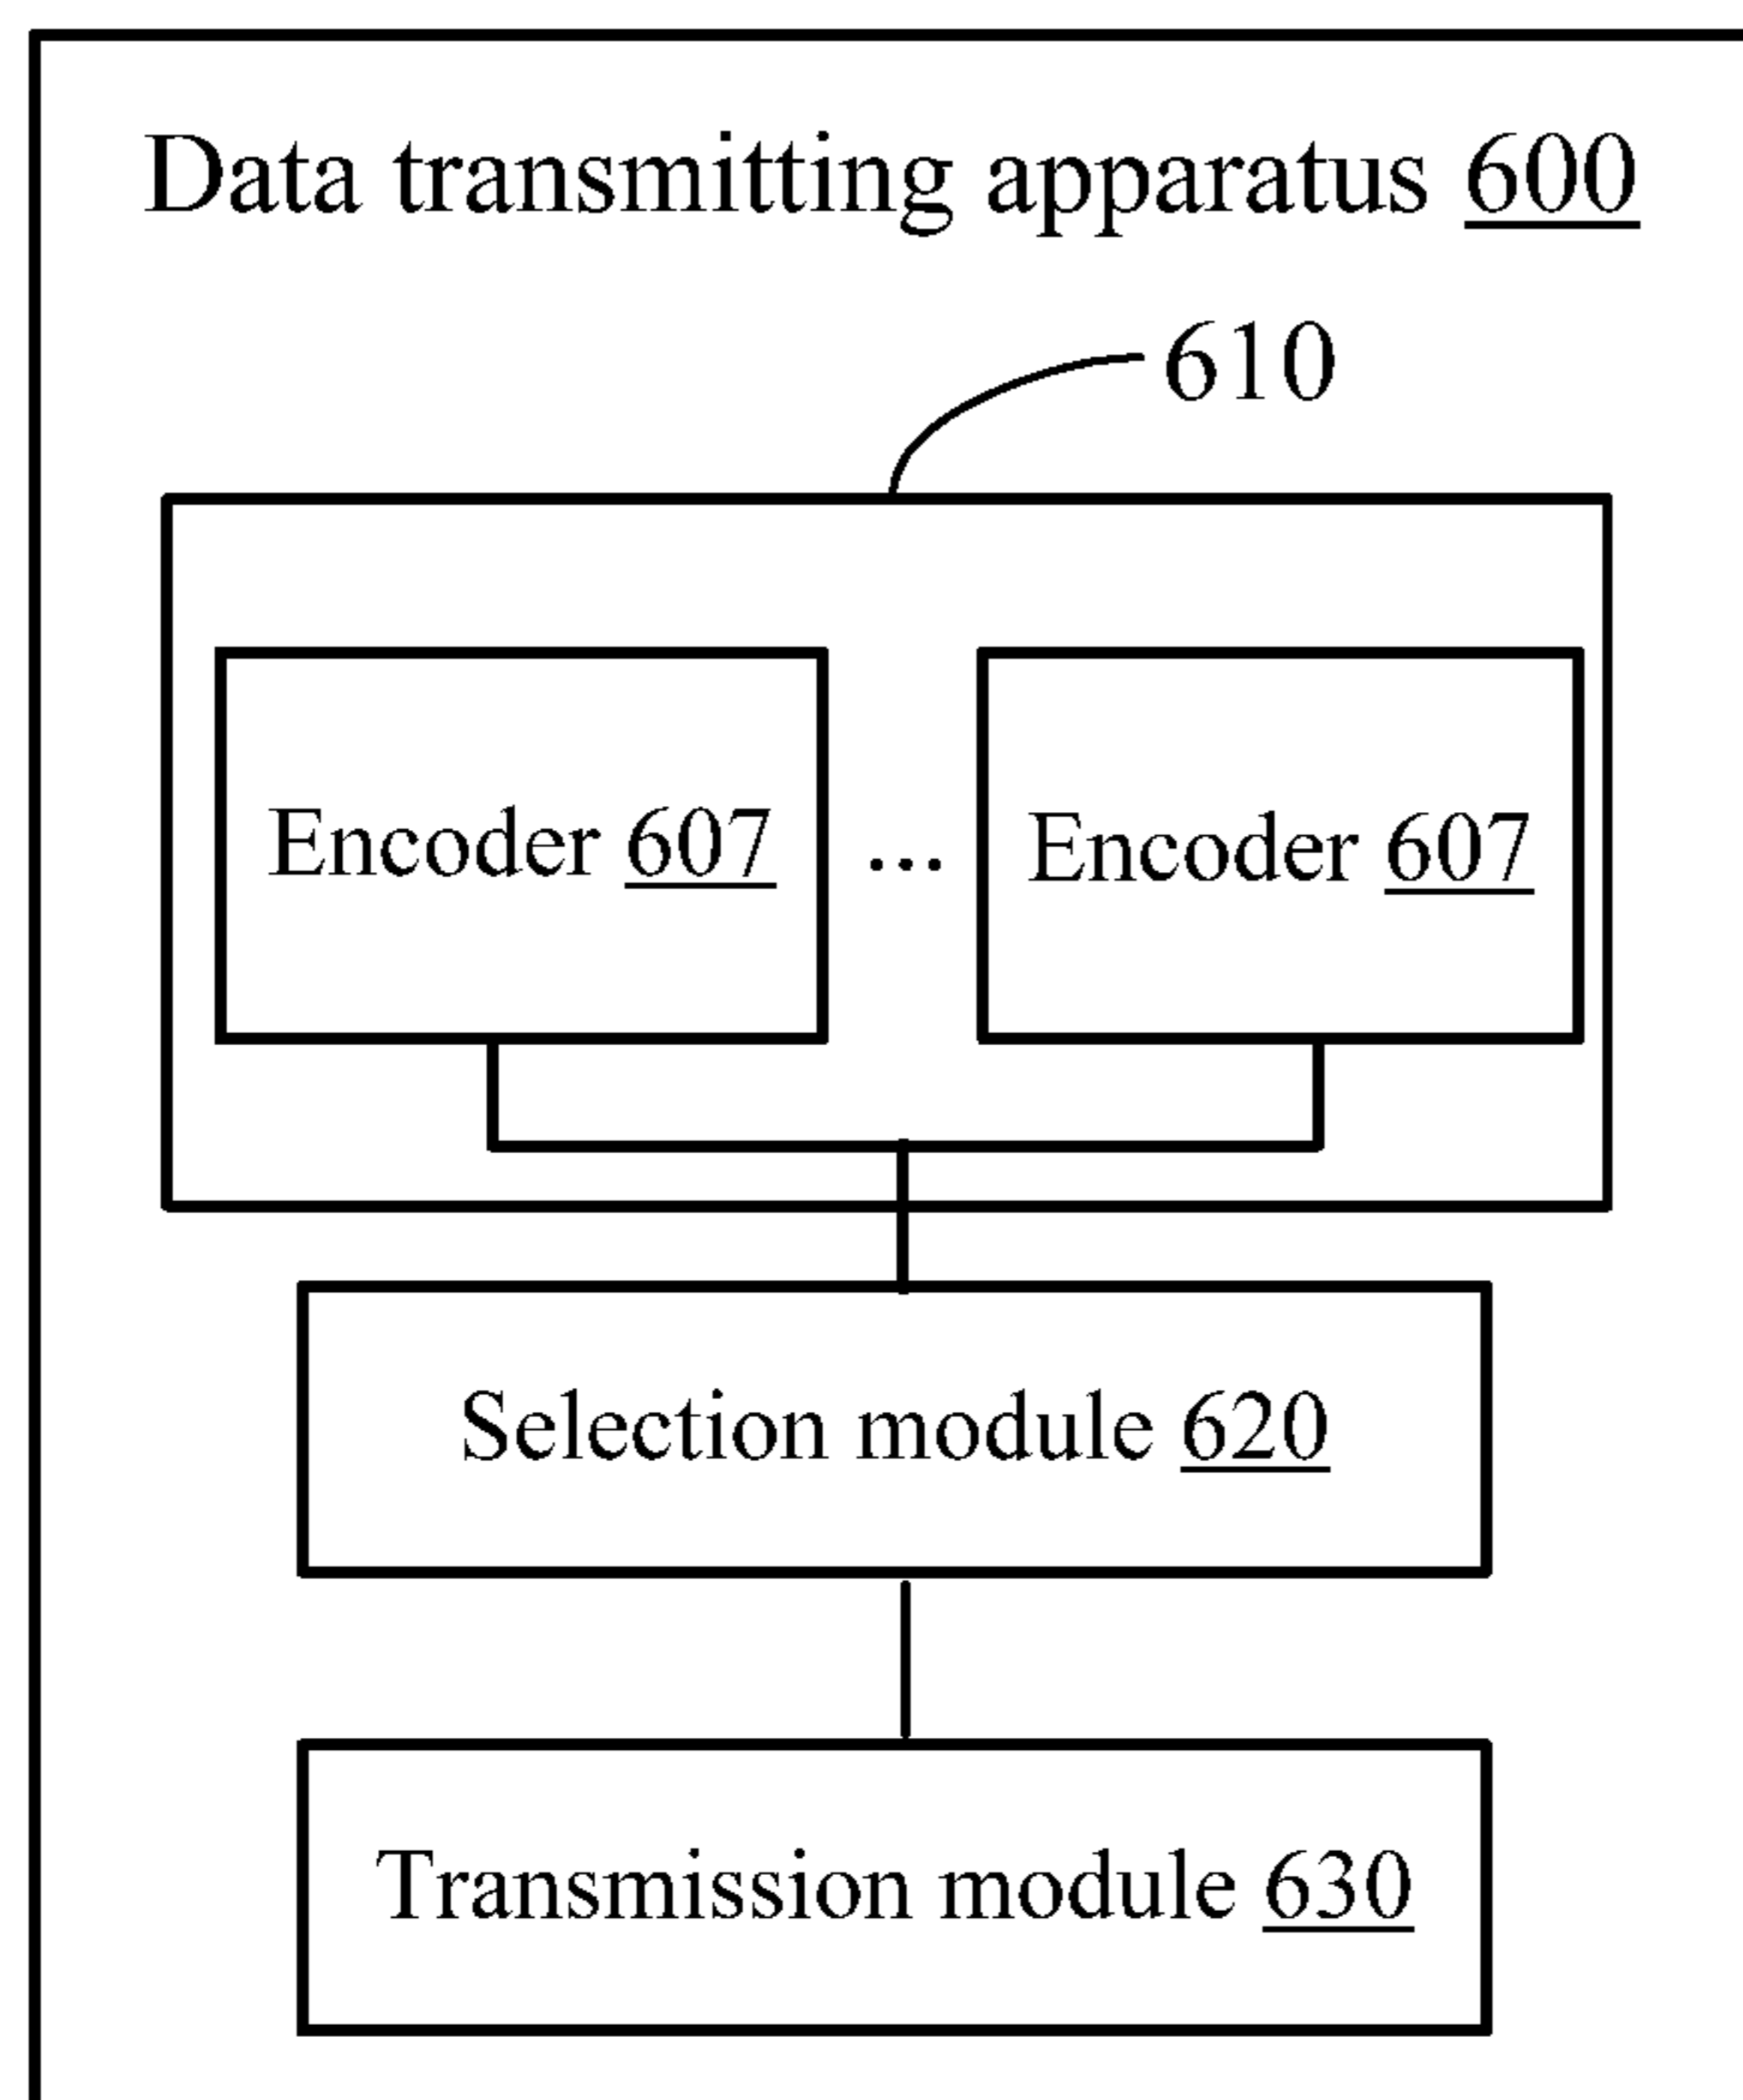 Data transmitting apparatus 600
610
Encoder 607 ... Encoder 607
Selection module 620
Transmission module 630